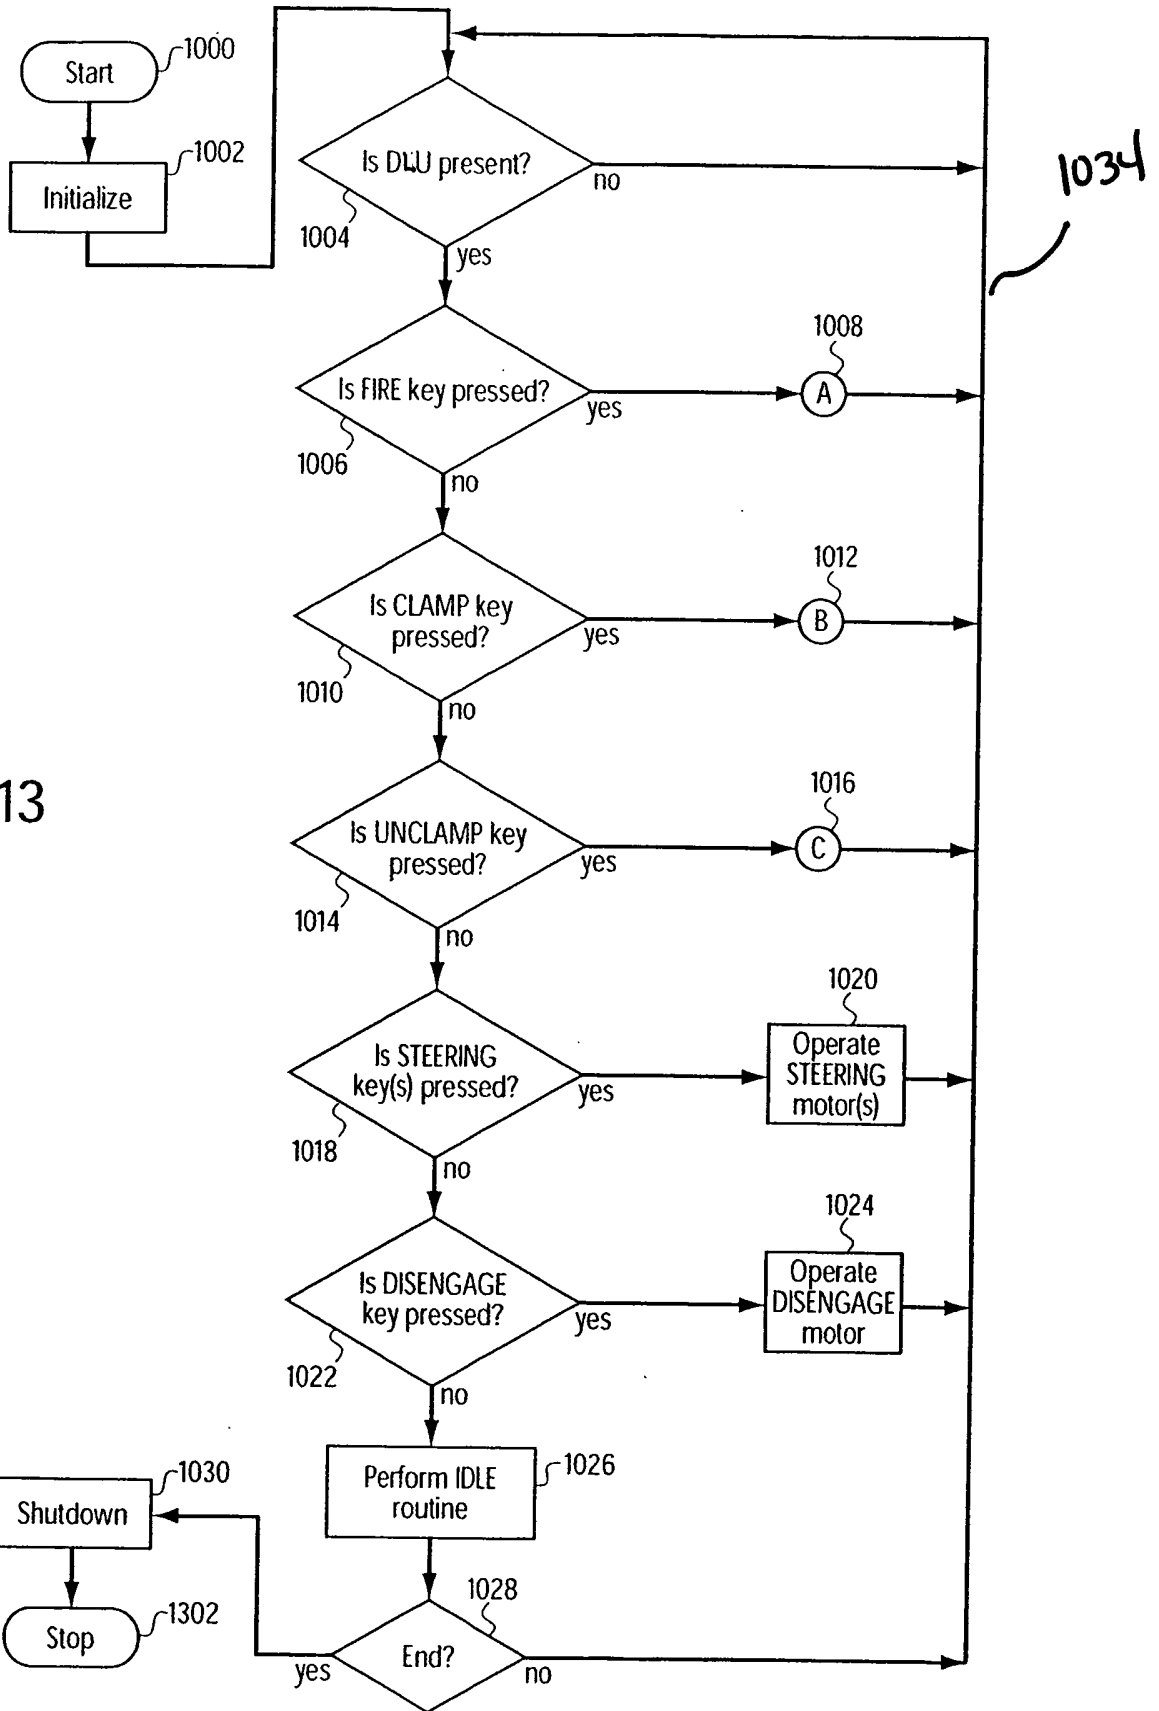 1000
Start
1002
Initialize
Is DLU present?
no
1004
yes
1034
Is FIRE key pressed?
yes
1006
no
1008
A
Is CLAMP key
pressed?
yes
1010
no
1012
B
13
Is UNCLAMP key
pressed?
yes
1014
no
1016
C
Is STEERING
key(s) pressed?
yes
1018
no
1020
Operate
STEERING
motor(s)
Is DISENGAGE
key pressed?
yes
1022
no
1024
Operate
DISENGAGE
motor
Perform IDLE
routine
1026
1030
Shutdown
1302
Stop
1028
End?
yes
no